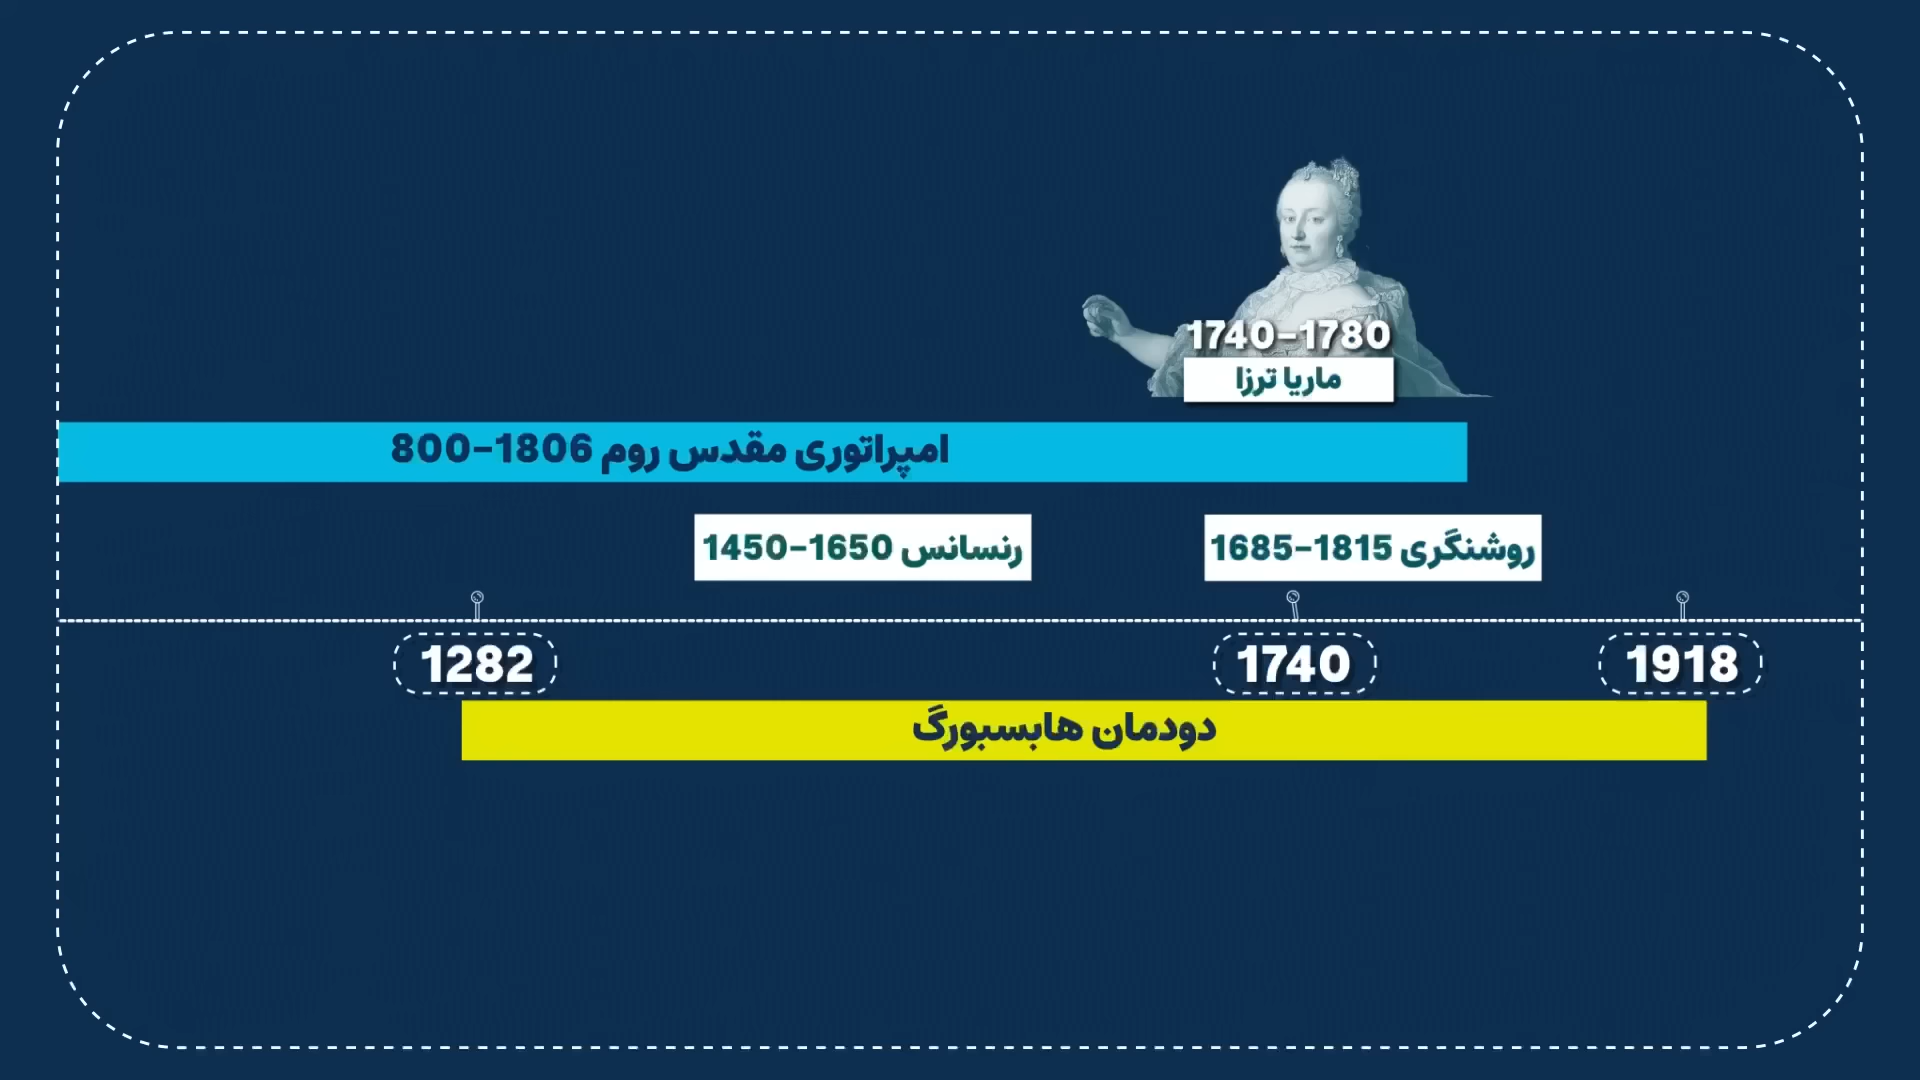 1740-1780
ماریا ترزا
امپراتوری مقدس روم 1806-800
رنسانس 1650-1450
روشنگری 1815-1685
1282
1740
1918
دودمان هابسبورگ